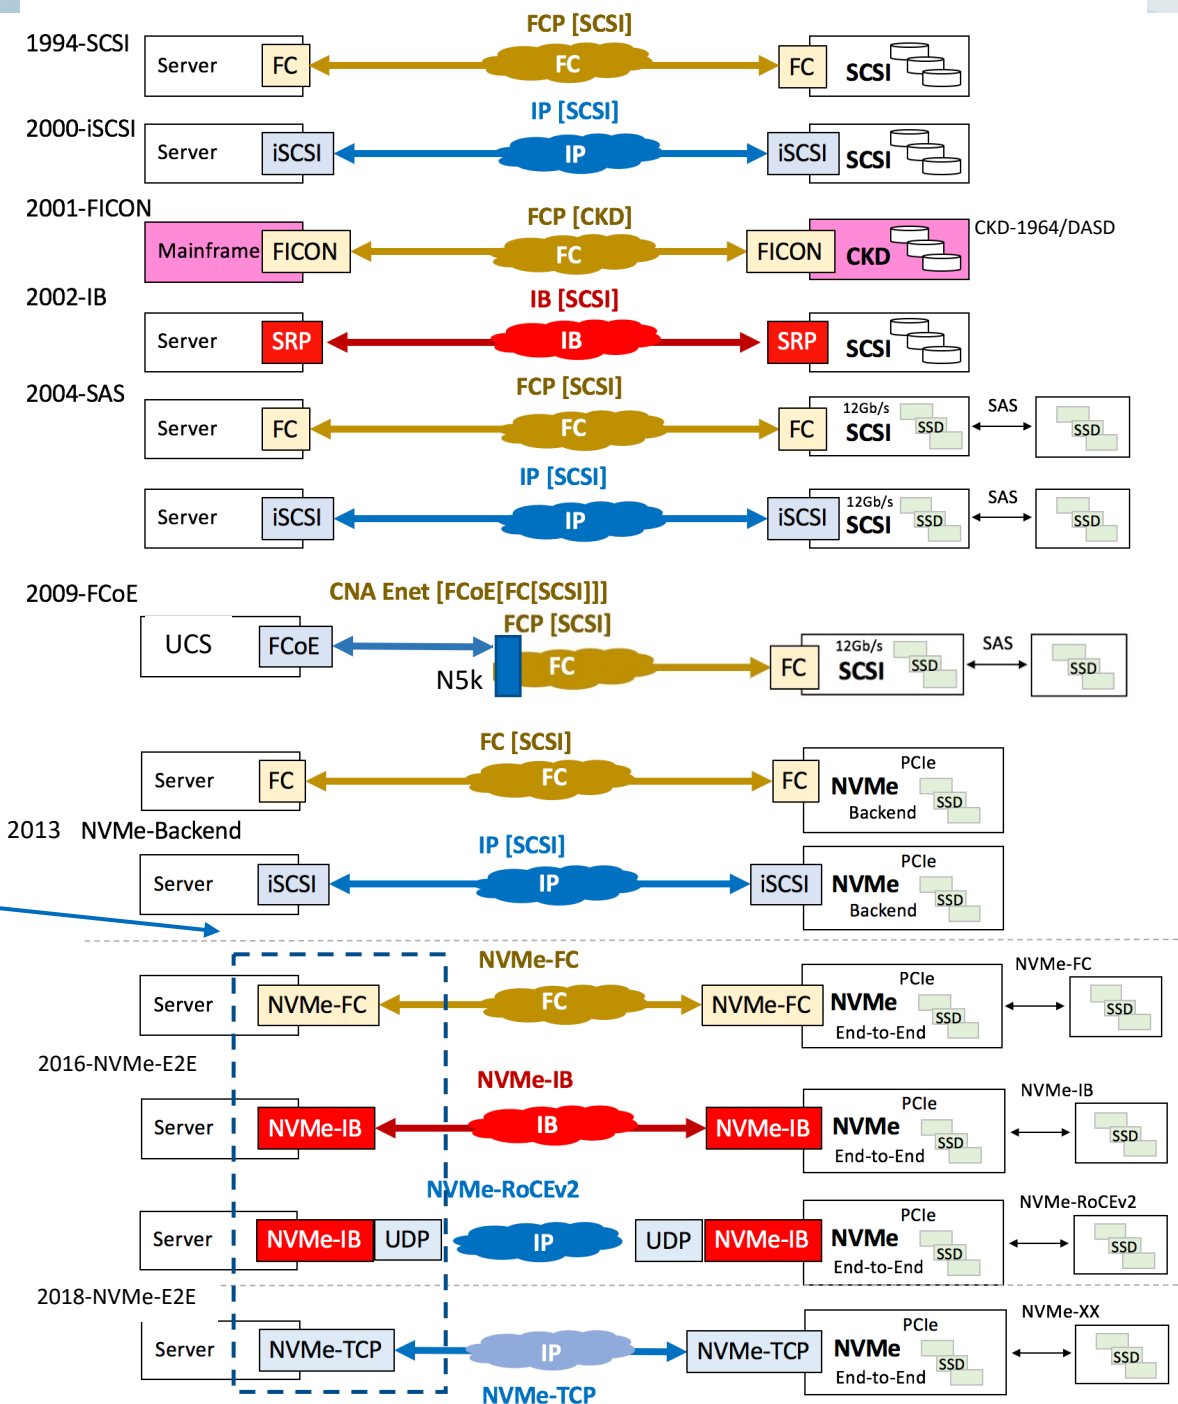 FCP [SCSI]
1994-SCSI
Server
FC
FC
FC
SCSI
IP [SCSI]
2000-iSCSI
Server
iSCSI
IP
iSCSI
SCSI
2001-FICON
FCP [CKD]
CKD-1964/DASD
Mainframe
FICON
FC
FICON
CKD
2002-IB
IB [SCSI]
Server
SRP
IB
SRP
SCSI
2004-SAS
FCP [SCSI]
Server
FC
FC
FC
12Gb/s
SCSI
SSD
SAS
SSD
IP [SCSI]
Server
iSCSI
IP
iSCSI
12Gb/s
SCSI
SSD
SAS
SSD
2009-FCoE
CNA Enet [FCoE[FC[SCSI]]]
FCP [SCSI]
UCS
FCoE
N5k
FC
FC
12Gb/s
SCSI
SSD
SAS
SSD
FC [SCSI]
Server
FC
FC
FC
PCIe
NVMe
Backend
SSD
2013 NVMe-Backend
IP [SCSI]
Server
iSCSI
IP
iSCSI
PCIe
NVMe
Backend
SSD
NVMe-FC
Server
NVMe-FC
FC
NVMe-FC
PCIe
NVMe
End-to-End
SSD
NVMe-FC
SSD
2016-NVMe-E2E
NVMe-IB
Server
NVMe-IB
IB
NVMe-IB
PCIe
NVMe
End-to-End
SSD
NVMe-IB
SSD
NVMe-RoCEv2
Server
NVMe-IB
UDP
IP
UDP
NVMe-IB
PCIe
NVMe
End-to-End
SSD
NVMe-RoCEv2
SSD
2018-NVMe-E2E
Server
NVMe-TCP
IP
NVMe-TCP
PCIe
NVMe
End-to-End
SSD
NVMe-XX
SSD
NVMe-TCP